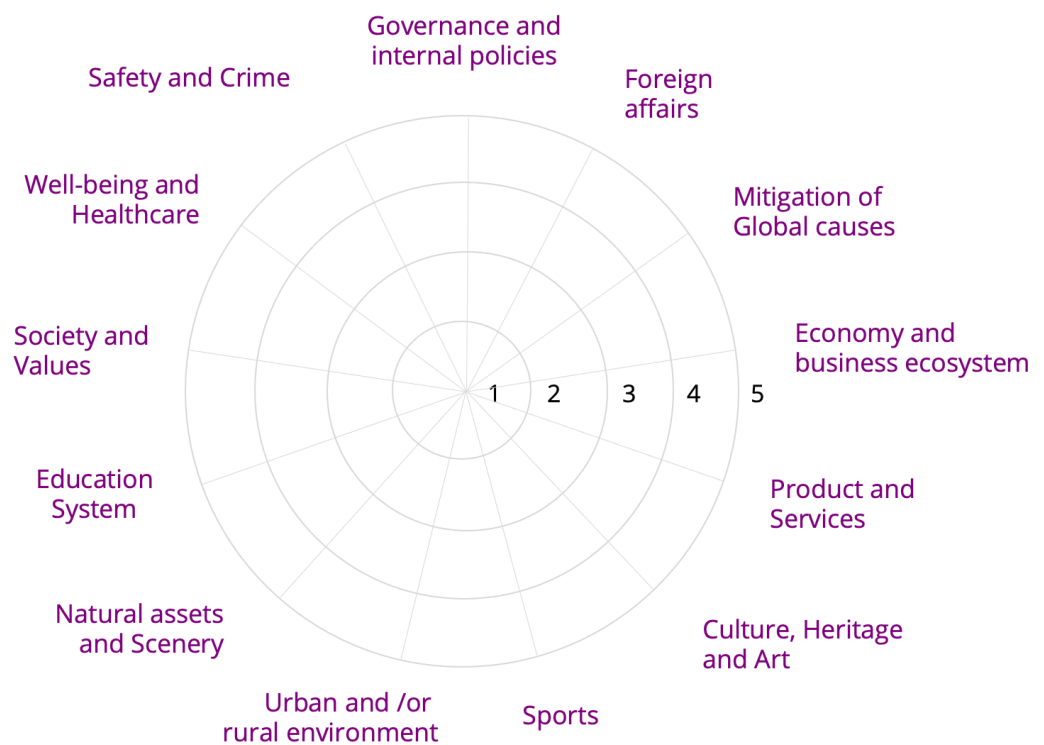 Governance and
internal policies
Safety and Crime
Foreign
affairs
Well-being and
Healthcare
Mitigation of
Global causes
Society and
Values
Economy and
business ecosystem
1 2 3 4 5
Education
System
Product and
Services
Natural assets
and Scenery
Culture, Heritage
and Art
Urban and /or
rural environment
Sports